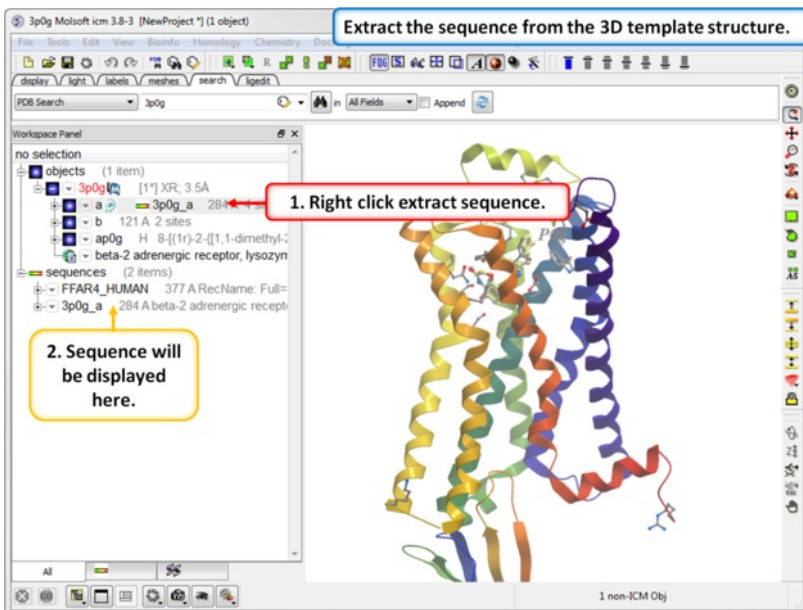 3p0g Molsoft icm 3.8-3 [NewProject *] (1 object)
Extract the sequence from the 3D template structure.
File Tools Edit View Bioinfo Homology Chemistry
display light labels meshes search ligedit
PDB Search 3p0g in All Fields Append
Workspace Panel
no selection
objects (1 item)
3p0g [1*] XR; 3.5Å
a 3p0g_a 284
1. Right click extract sequence.
b 121 A 2 sites
ap0g H 8-[(1r)-2-{[1,1-dimethyl-2
beta-2 adrenergic receptor, lysozym
sequences (2 items)
FFAR4_HUMAN 377 A RecName: Full=
3p0g_a 284 A beta-2 adrenergic recepto
2. Sequence will
be displayed
here.
All
1 non-ICM Obj